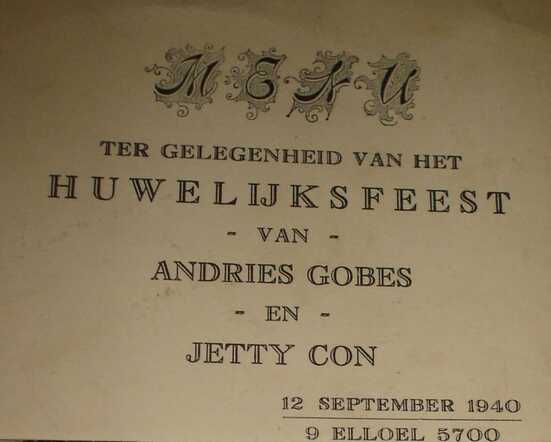 MENU
TER GELEGENHEID VAN HET
HUWELIJKSFEEST
- VAN -
ANDRIES GOBES
- EN -
JETTY CON
12 SEPTEMBER 1940
9 ELLOEL 5700